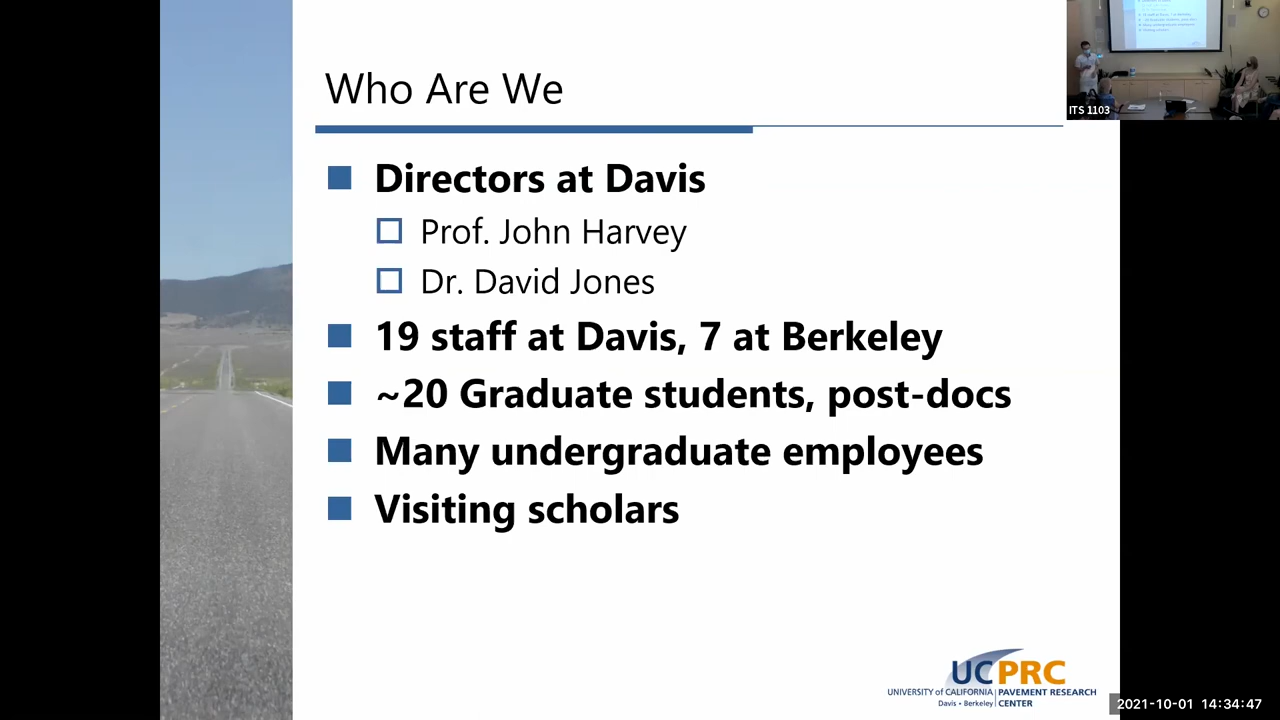 Who Are We
Directors at Davis
Prof. John Harvey
Dr. David Jones
19 staff at Davis, 7 at Berkeley
~20 Graduate students, post-docs
Many undergraduate employees
Visiting scholars
ITS 1103
UCPRC
UNIVERSITY of CALIFORNIA | PAVEMENT RESEARCH
Davis • Berkeley | CENTER
2021-10-01 14:34:47